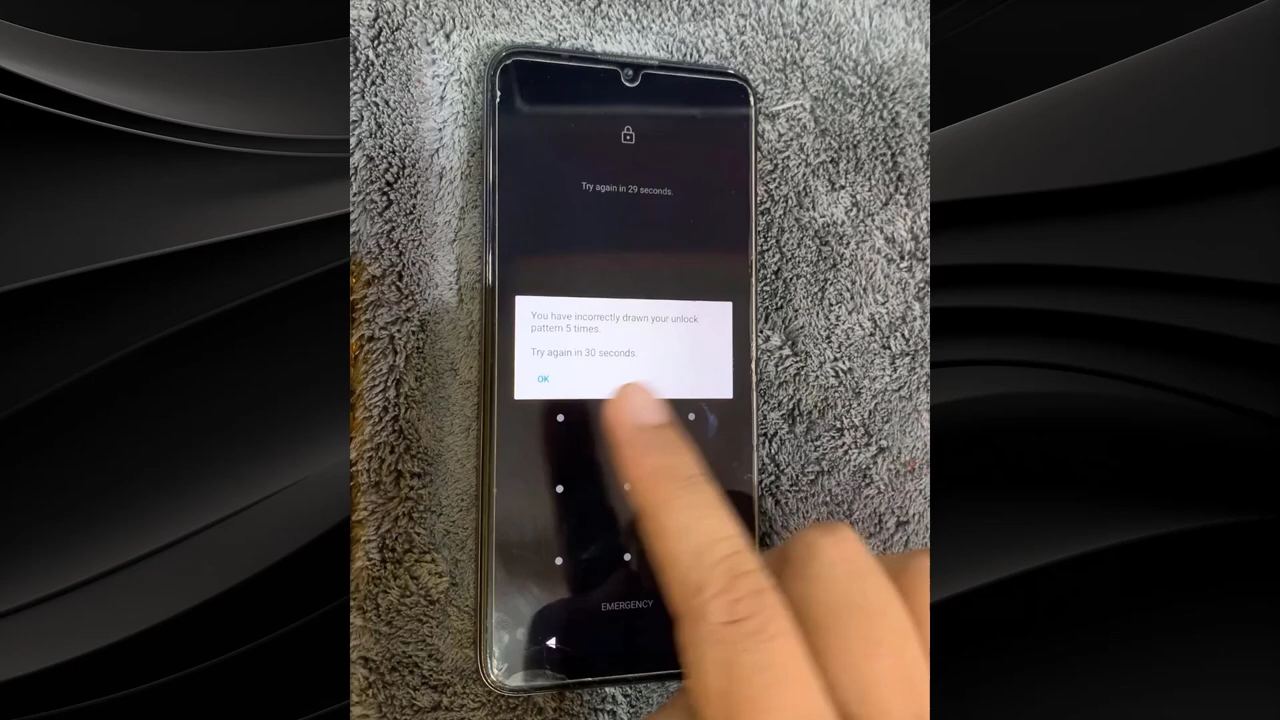 Try again in 29 seconds.
You have incorrectly drawn your unlock
pattern 5 times.
Try again in 30 seconds.
OK
EMERGENCY